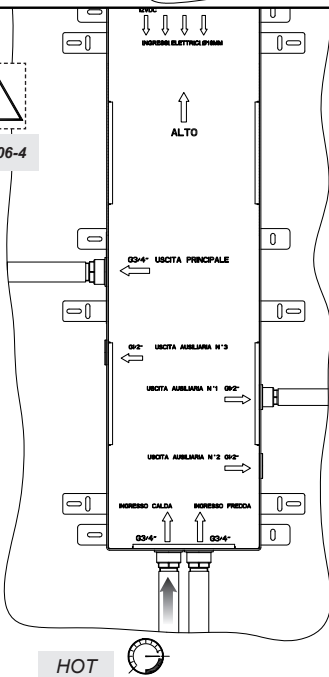 12VDC
INGRESSI ELETTRICI Ø16MM
ALTO
06-4
G3/4" USCITA PRINCIPALE
G1/2" USCITA AUSILIARIA N°3
USCITA AUSILIARIA N°1 G1/2"
USCITA AUSILIARIA N°2 G1/2"
INGRESSO CALDA INGRESSO FREDDA
G3/4" G3/4"
HOT